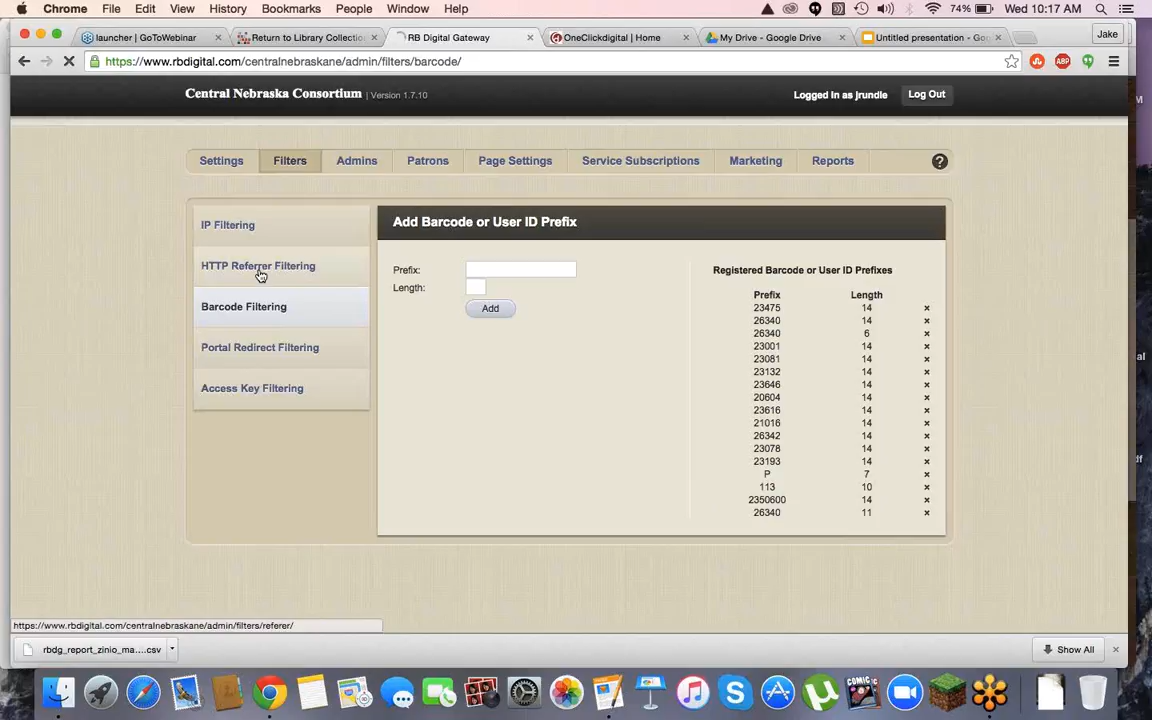 Chrome File Edit View History Bookmarks People Window Help 74% Wed 10:17 AM
launcher | GoToWebinar Return to Library Collectio RB Digital Gateway OneClickdigital | Home My Drive - Google Drive Untitled presentation - Go Jake
https://www.rbdigital.com/centralnebraskane/admin/filters/barcode/ ABP
Central Nebraska Consortium | Version 1.7.10 Logged in as jrundle Log Out
Settings Filters Admins Patrons Page Settings Service Subscriptions Marketing Reports ?
IP Filtering
HTTP Referrer Filtering
Barcode Filtering
Portal Redirect Filtering
Access Key Filtering
Add Barcode or User ID Prefix
Prefix:
Length:
Add
Registered Barcode or User ID Prefixes
Prefix Length
23475 14 ×
26340 14 ×
26340 6 ×
23001 14 ×
23081 14 ×
23132 14 ×
23646 14 ×
20604 14 ×
23616 14 ×
21016 14 ×
26342 14 ×
23078 14 ×
23193 14 ×
P 7 ×
113 10 ×
2350600 14 ×
26340 11 ×
https://www.rbdigital.com/centralnebraskane/admin/filters/referer/
rbdg_report_zinio_ma....csv Show All